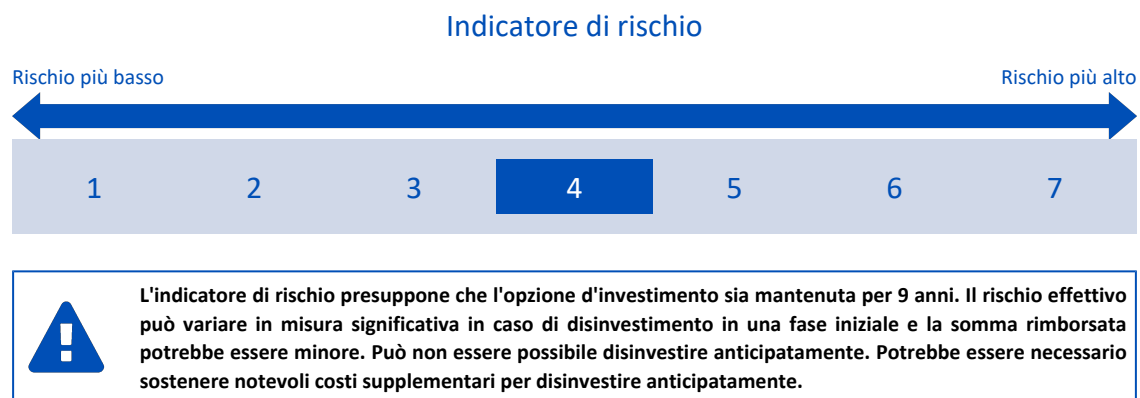 Indicatore di rischio
Rischio più basso
Rischio più alto
1 2 3 4 5 6 7
L'indicatore di rischio presuppone che l'opzione d'investimento sia mantenuta per 9 anni. Il rischio effettivo
può variare in misura significativa in caso di disinvestimento in una fase iniziale e la somma rimborsata
potrebbe essere minore. Può non essere possibile disinvestire anticipatamente. Potrebbe essere necessario
sostenere notevoli costi supplementari per disinvestire anticipatamente.